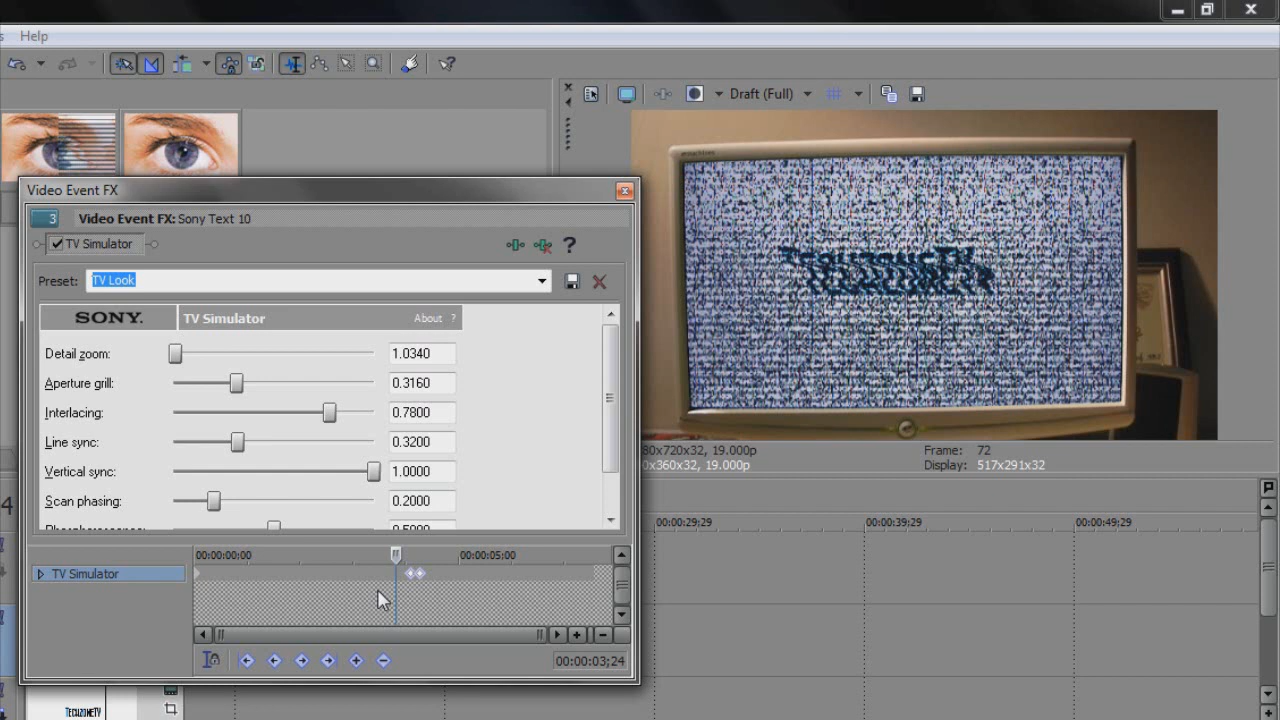 Help
Draft (Full)
Video Event FX
3
Video Event FX: Sony Text 10
TV Simulator
?
Preset:
TV Look
SONY.
TV Simulator
About ?
Detail zoom:
1.0340
Aperture grill:
0.3160
Interlacing:
0.7800
Line sync:
0.3200
Vertical sync:
1.0000
Scan phasing:
0.2000
80x720x32, 19.000p
0x360x32, 19.000p
Frame: 72
Display: 517x291x32
00:00:29;29
00:00:39;29
00:00:49;29
00:00:00;00
00:00:05;00
TV Simulator
00:00:03;24
TECHZONETV